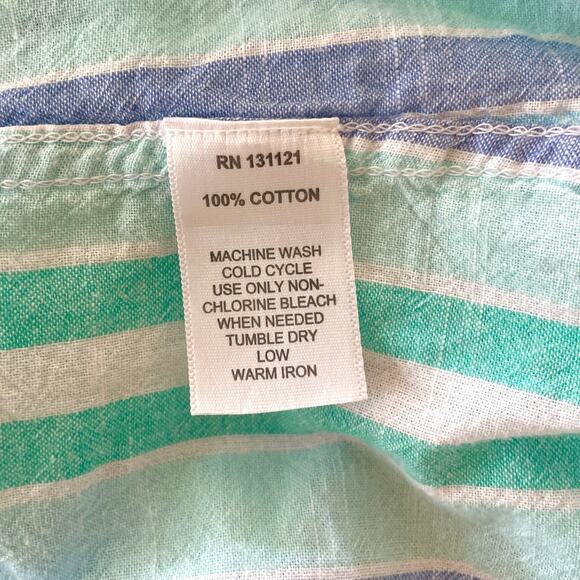 RN 131121
100% COTTON
MACHINE WASH
COLD CYCLE
USE ONLY NON-
CHLORINE BLEACH
WHEN NEEDED
TUMBLE DRY
LOW
WARM IRON